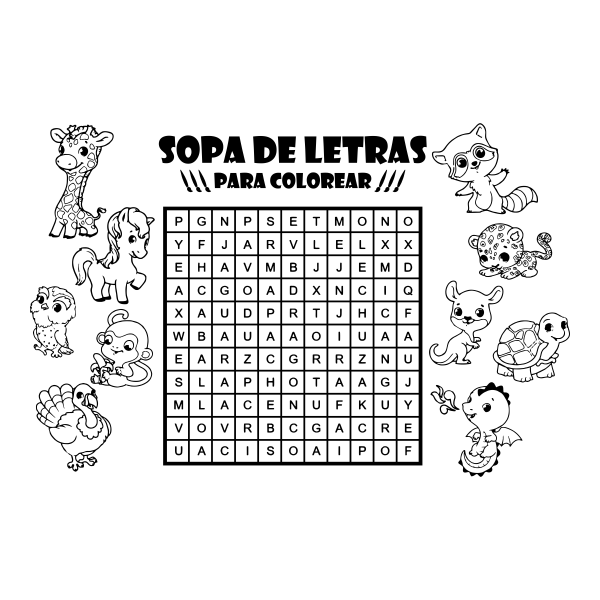 SOPA DE LETRAS
PARA COLOREAR
P G N P S E T M O N O
Y F J A R V L E L X X
E H A V M B J J E M D
A C G O A D X N C I Q
X A U D P R T J H C F
W B A U A A O I U A A
E A R Z C G R R Z N U
S L A P H O T A A G J
M L A C E N U F K U Y
V O V R B C G A C R E
U A C I S O A I P O F